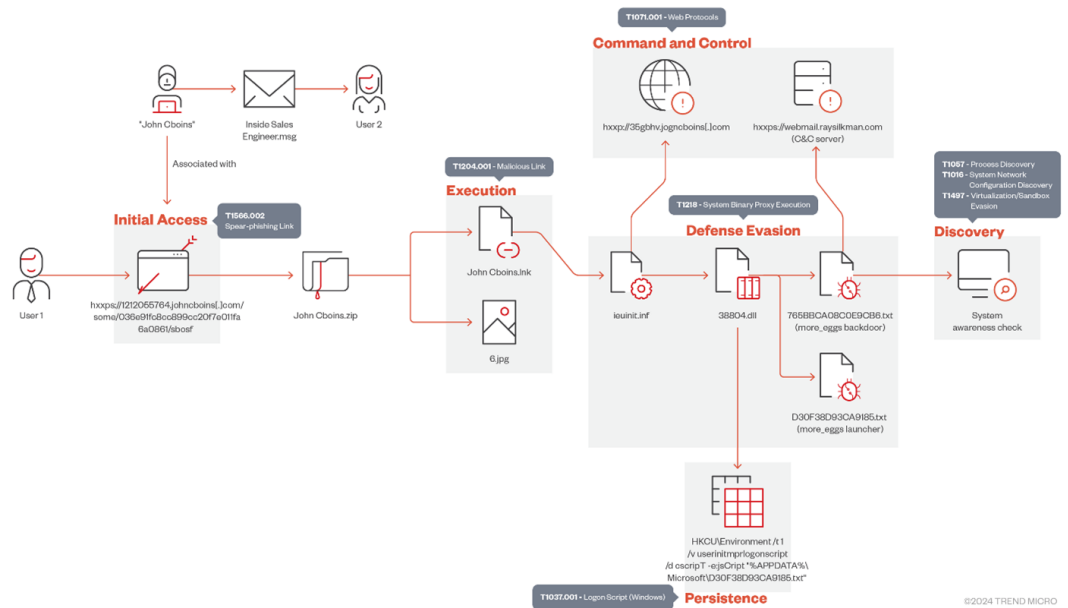 T1071.001 - Web Protocols
Command and Control
hxxp://35gbhv.jogncboins[.]com
hxxps://webmail.raysilkman.com
(C&C server)
"John Cboins"
Inside Sales
Engineer.msg
User 2
Associated with
T1204.001 - Malicious Link
Execution
T1057 - Process Discovery
T1016 - System Network
Configuration Discovery
T1497 - Virtualization/Sandbox
Evasion
Discovery
T1218 - System Binary Proxy Execution
Defense Evasion
Initial Access
T1566.002
Spear-phishing Link
User 1
hxxps://1212055764.johncboins[.]com/
some/036e91fc8cc899cc20f7e011fa
6a0861/sbosf
John Cboins.zip
John Cboins.lnk
6.jpg
ieuinit.inf
38804.dll
765BBCA08C0E9CB6.txt
(more_eggs backdoor)
System
awareness check
D30F38D93CA9185.txt
(more_eggs launcher)
HKCU\Environment /t 1
/v userinitmprlogonscript
/d cscripT -e:jsCript "%APPDATA%\
Microsoft\D30F38D93CA9185.txt"
T1037.001 - Logon Script (Windows)
Persistence
©2024 TREND MICRO